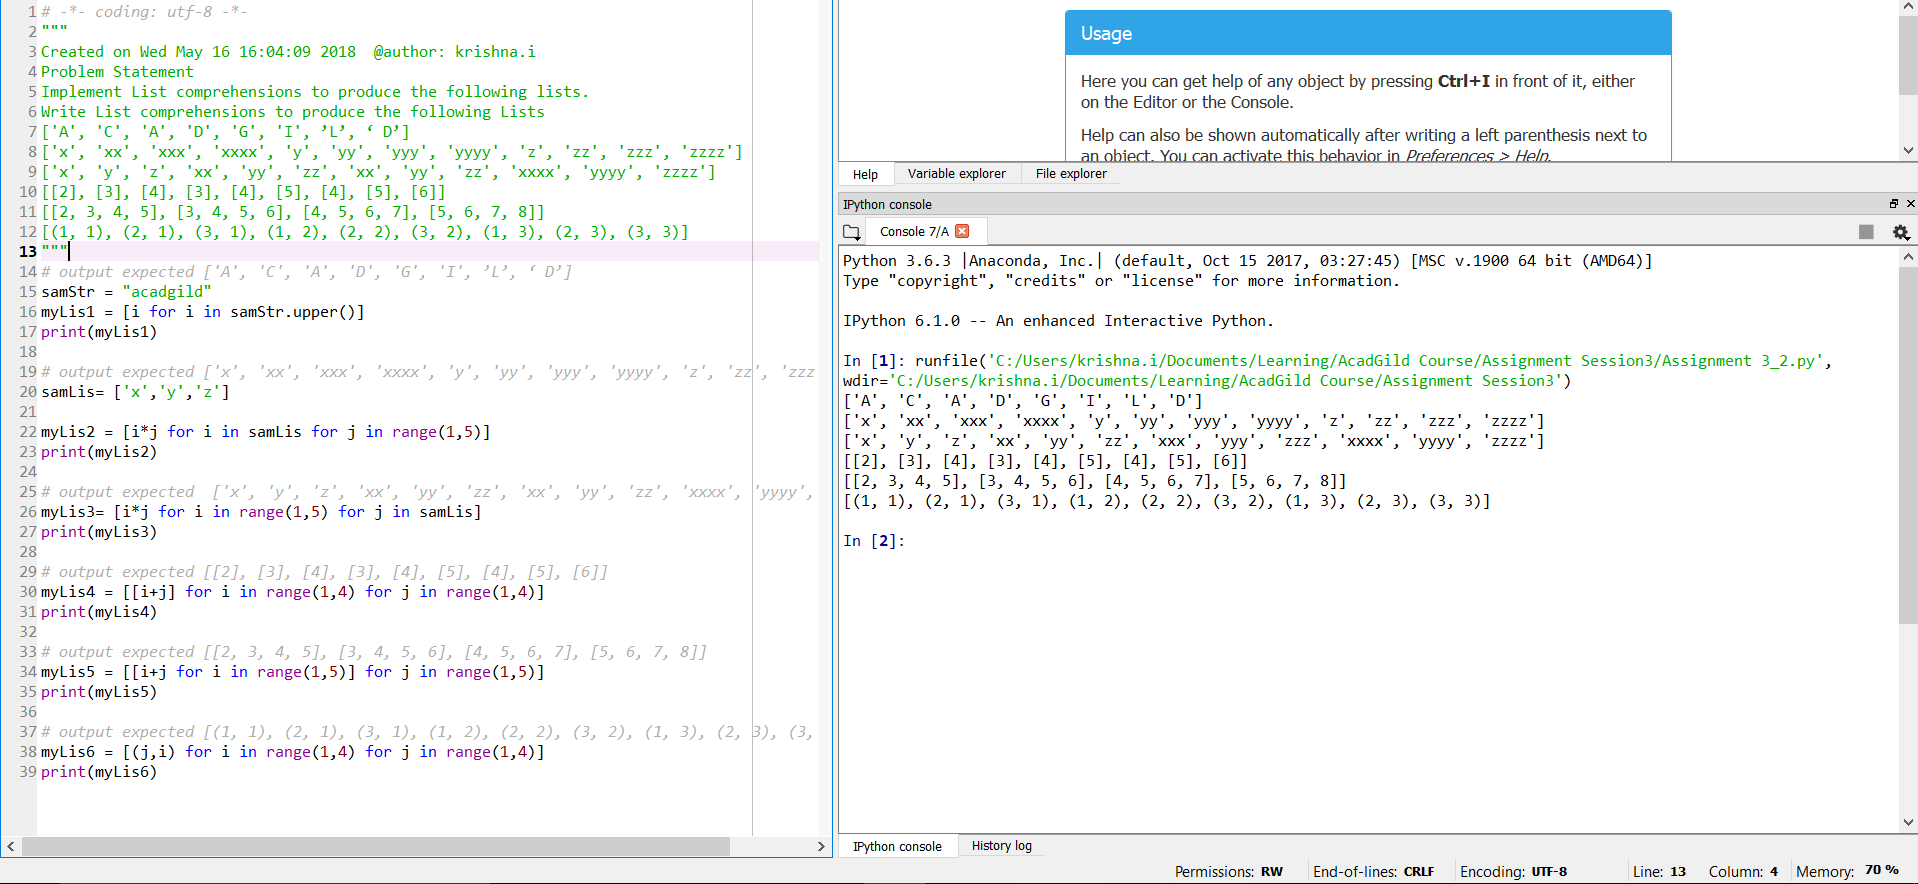 1 # -*- coding: utf-8 -*-
2 """
3 Created on Wed May 16 16:04:09 2018  @author: krishna.i
4 Problem Statement
5 Implement List comprehensions to produce the following lists.
6 Write List comprehensions to produce the following Lists
7 ['A', 'C', 'A', 'D', 'G', 'I', ’L’, ‘ D’]
8 ['x', 'xx', 'xxx', 'xxxx', 'y', 'yy', 'yyy', 'yyyy', 'z', 'zz', 'zzz', 'zzzz']
9 ['x', 'y', 'z', 'xx', 'yy', 'zz', 'xx', 'yy', 'zz', 'xxxx', 'yyyy', 'zzzz']
10 [[2], [3], [4], [3], [4], [5], [4], [5], [6]]
11 [[2, 3, 4, 5], [3, 4, 5, 6], [4, 5, 6, 7], [5, 6, 7, 8]]
12 [(1, 1), (2, 1), (3, 1), (1, 2), (2, 2), (3, 2), (1, 3), (2, 3), (3, 3)]
13 """
14 # output expected ['A', 'C', 'A', 'D', 'G', 'I', ’L’, ‘ D’]
15 samStr = "acadgild"
16 myLis1 = [i for i in samStr.upper()]
17 print(myLis1)
18
19 # output expected ['x', 'xx', 'xxx', 'xxxx', 'y', 'yy', 'yyy', 'yyyy', 'z', 'zz', 'zzz
20 samLis= ['x','y','z']
21
22 myLis2 = [i*j for i in samLis for j in range(1,5)]
23 print(myLis2)
24
25 # output expected  ['x', 'y', 'z', 'xx', 'yy', 'zz', 'xx', 'yy', 'zz', 'xxxx', 'yyyy',
26 myLis3= [i*j for i in range(1,5) for j in samLis]
27 print(myLis3)
28
29 # output expected [[2], [3], [4], [3], [4], [5], [4], [5], [6]]
30 myLis4 = [[i+j] for i in range(1,4) for j in range(1,4)]
31 print(myLis4)
32
33 # output expected [[2, 3, 4, 5], [3, 4, 5, 6], [4, 5, 6, 7], [5, 6, 7, 8]]
34 myLis5 = [[i+j for i in range(1,5)] for j in range(1,5)]
35 print(myLis5)
36
37 # output expected [(1, 1), (2, 1), (3, 1), (1, 2), (2, 2), (3, 2), (1, 3), (2, 3), (3,
38 myLis6 = [(j,i) for i in range(1,4) for j in range(1,4)]
39 print(myLis6)
Usage
Here you can get help of any object by pressing Ctrl+I in front of it, either
on the Editor or the Console.
Help can also be shown automatically after writing a left parenthesis next to
an object. You can activate this behavior in Preferences > Help.
Help Variable explorer File explorer
IPython console
Console 7/A
Python 3.6.3 |Anaconda, Inc.| (default, Oct 15 2017, 03:27:45) [MSC v.1900 64 bit (AMD64)]
Type "copyright", "credits" or "license" for more information.
IPython 6.1.0 -- An enhanced Interactive Python.
In [1]: runfile('C:/Users/krishna.i/Documents/Learning/AcadGild Course/Assignment Session3/Assignment 3_2.py',
wdir='C:/Users/krishna.i/Documents/Learning/AcadGild Course/Assignment Session3')
['A', 'C', 'A', 'D', 'G', 'I', 'L', 'D']
['x', 'xx', 'xxx', 'xxxx', 'y', 'yy', 'yyy', 'yyyy', 'z', 'zz', 'zzz', 'zzzz']
['x', 'y', 'z', 'xx', 'yy', 'zz', 'xxx', 'yyy', 'zzz', 'xxxx', 'yyyy', 'zzzz']
[[2], [3], [4], [3], [4], [5], [4], [5], [6]]
[[2, 3, 4, 5], [3, 4, 5, 6], [4, 5, 6, 7], [5, 6, 7, 8]]
[(1, 1), (2, 1), (3, 1), (1, 2), (2, 2), (3, 2), (1, 3), (2, 3), (3, 3)]
In [2]:
IPython console History log
Permissions: RW End-of-lines: CRLF Encoding: UTF-8 Line: 13 Column: 4 Memory: 70 %